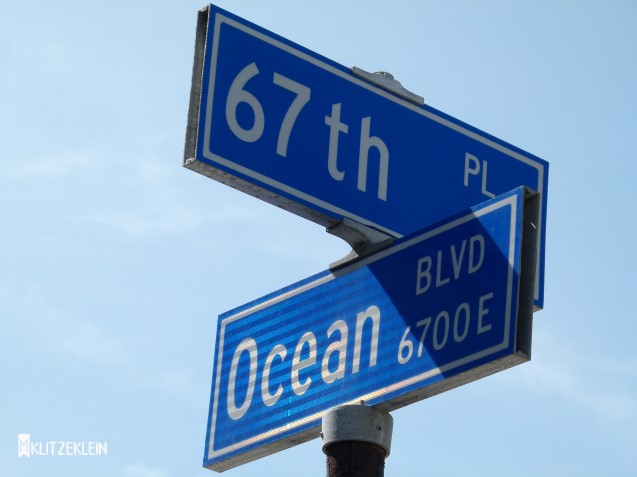 67th PL
BLVD
Ocean 6700 E
KLITZEKLEIN